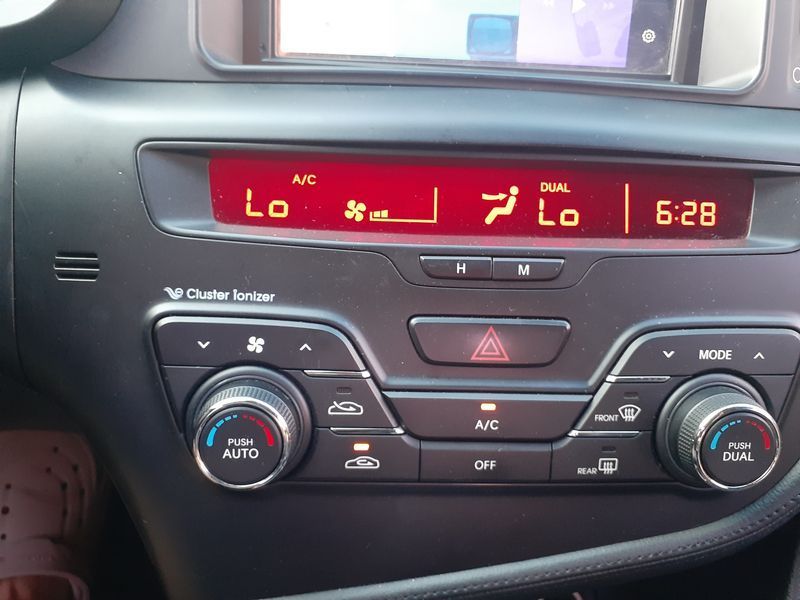 A/C
DUAL
Lo
Lo
6:28
H
M
Cluster ionizer
MODE
FRONT
PUSH
AUTO
A/C
PUSH
DUAL
OFF
REAR